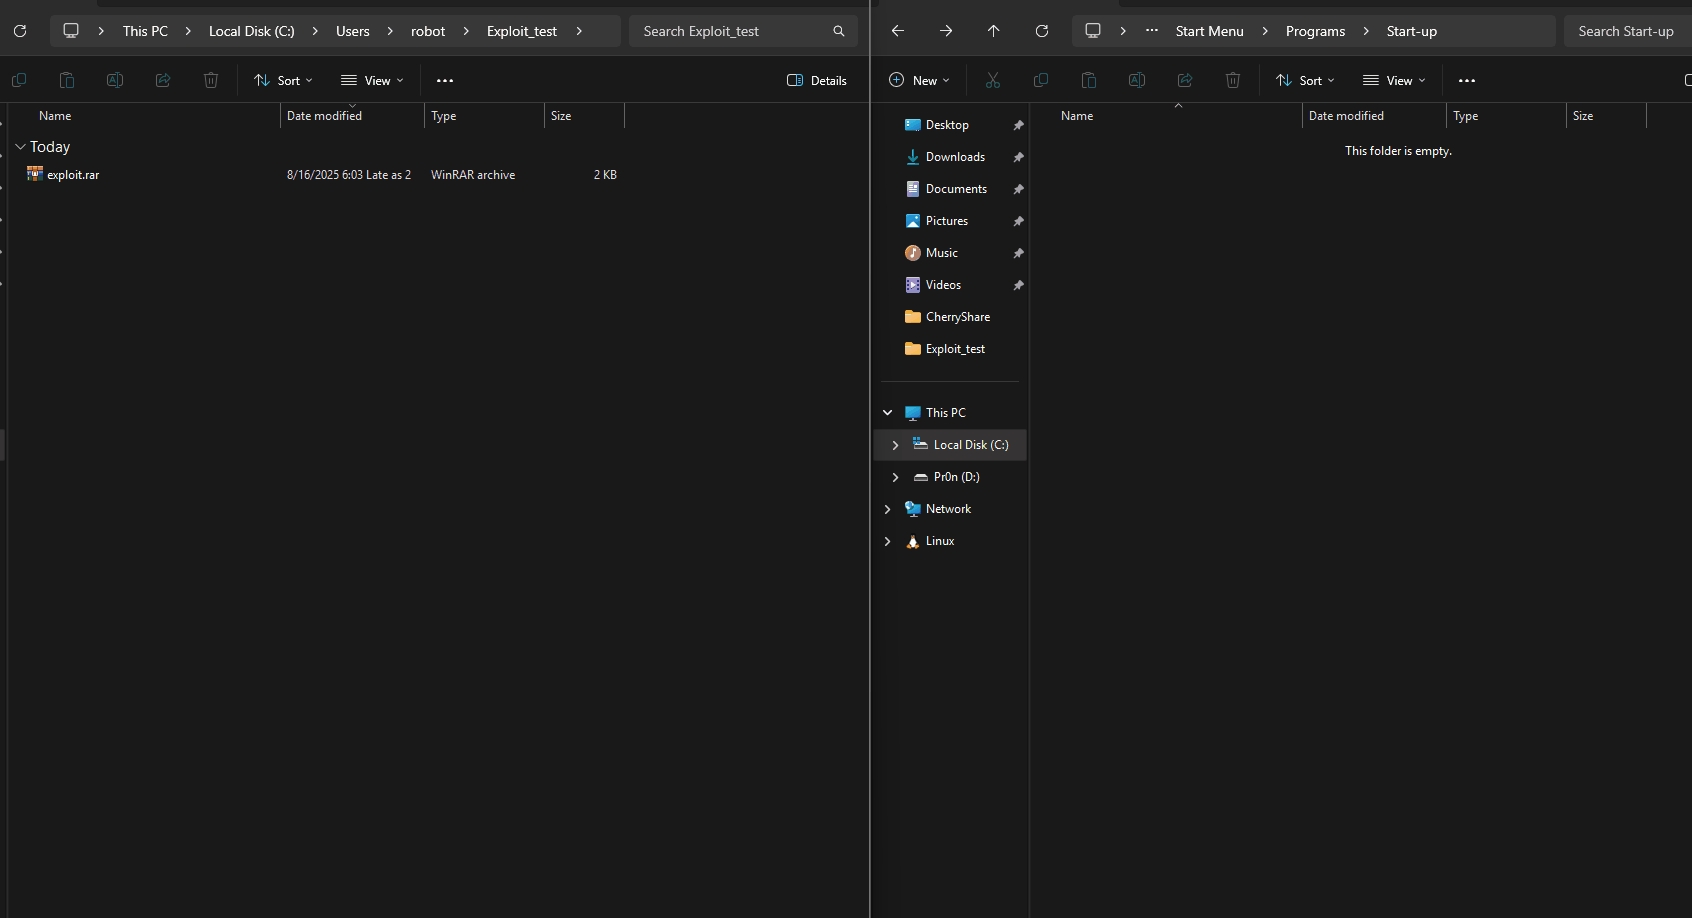 This PC > Local Disk (C:) > Users > robot > Exploit_test >
Search Exploit_test
Sort
View
Details
Name
Date modified
Type
Size
Today
exploit.rar
8/16/2025 6:03 Late as 2
WinRAR archive
2 KB
Start Menu > Programs > Start-up
Search Start-up
New
Sort
View
Desktop
Downloads
Documents
Pictures
Music
Videos
CherryShare
Exploit_test
This PC
Local Disk (C:)
Pr0n (D:)
Network
Linux
Name
Date modified
Type
Size
This folder is empty.